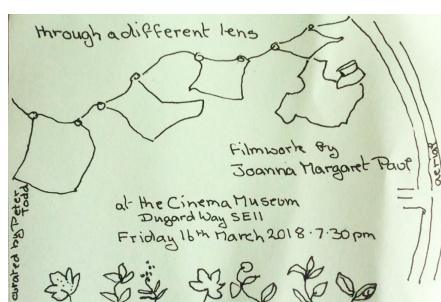 through a different lens
Filmwork By
Joanna Margaret Paul
at the Cinema Museum
Dugard Way SE11
Friday 16th March 2018 · 7:30pm
curated by Peter
Todd